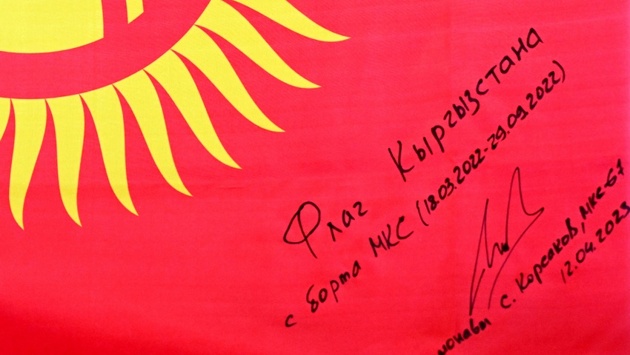 Флаг Кыргызстана
с борта МКС (18.03.2022-29.09.2022)
С. Корсаков, МКС-67
12.04.2023